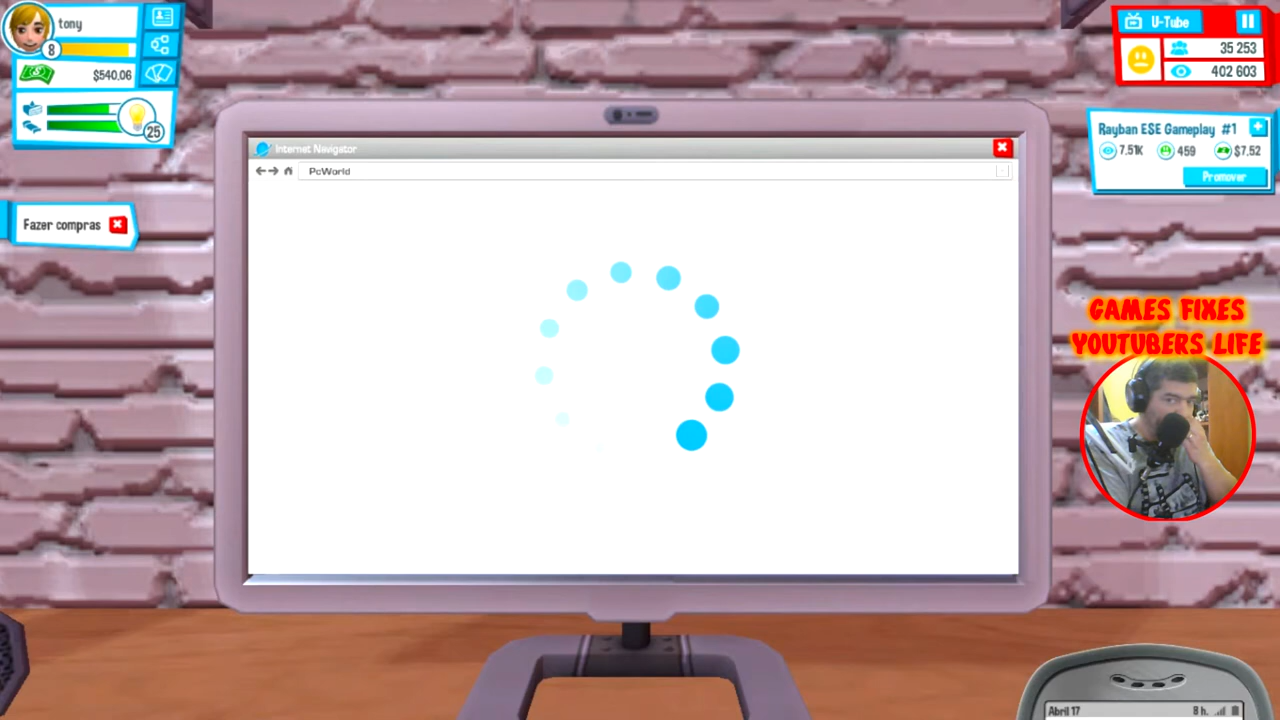 tony
8
$540.06
25
Fazer compras
Internet Navigator
PcWorld
U-Tube
35 253
402 603
Rayban ESE Gameplay #1
7.51K 459 $7.52
Promover
GAMES FIXES
YOUTUBERS LIFE
Abril 17 8 h.